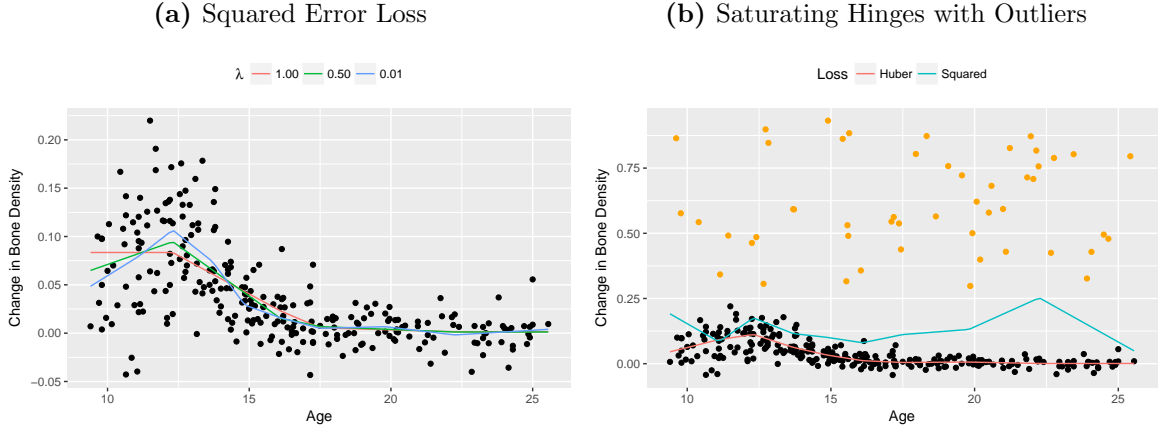 (a) Squared Error Loss
λ 1.00 0.50 0.01
0.20
0.15
0.10
0.05
0.00
−0.05
Change in Bone Density
10 15 20 25
Age
(b) Saturating Hinges with Outliers
Loss Huber Squared
0.75
0.50
0.25
0.00
Change in Bone Density
10 15 20 25
Age